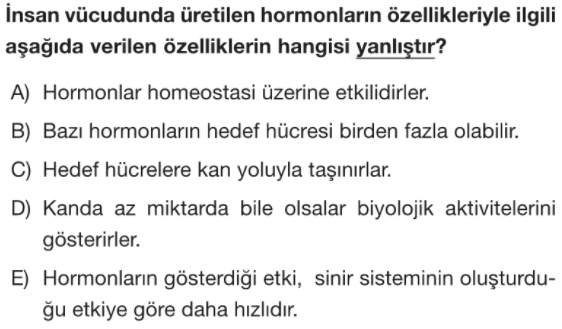 İnsan vücudunda üretilen hormonların özellikleriyle ilgili
aşağıda verilen özelliklerin hangisi yanlıştır?
A) Hormonlar homeostasi üzerine etkilidirler.
B) Bazı hormonların hedef hücresi birden fazla olabilir.
C) Hedef hücrelere kan yoluyla taşınırlar.
D) Kanda az miktarda bile olsalar biyolojik aktivitelerini
gösterirler.
E) Hormonların gösterdiği etki, sinir sisteminin oluşturdu-
ğu etkiye göre daha hızlıdır.